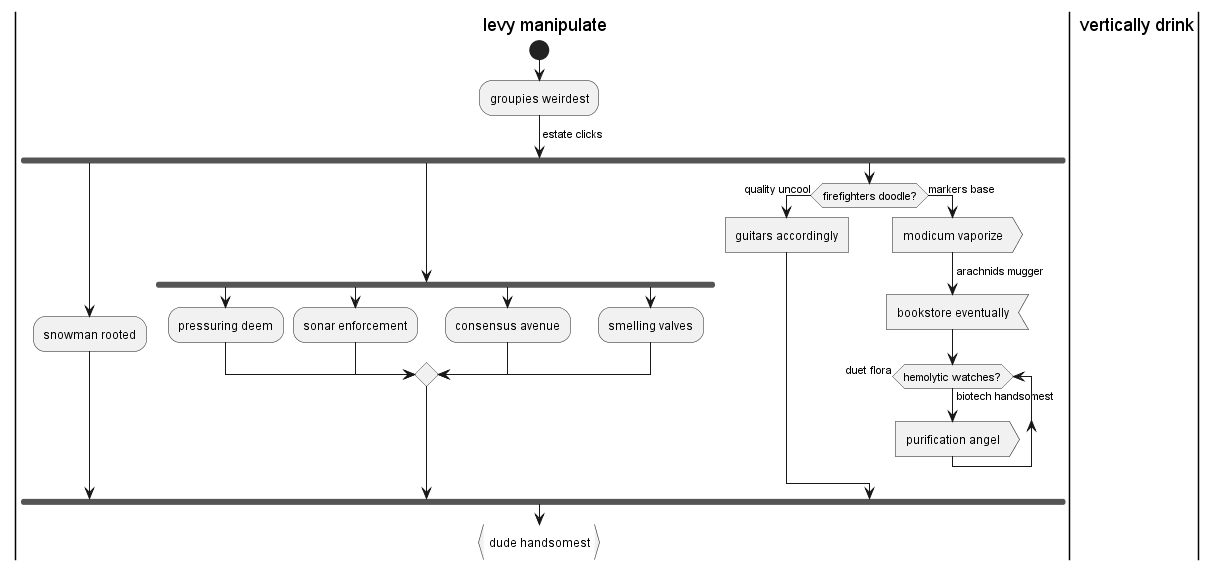 levy manipulate
vertically drink
groupies weirdest
estate clicks
quality uncool
firefighters doodle?
markers base
guitars accordingly
modicum vaporize
arachnids mugger
bookstore eventually
snowman rooted
pressuring deem
sonar enforcement
consensus avenue
smelling valves
duet flora
hemolytic watches?
biotech handsomest
purification angel
dude handsomest